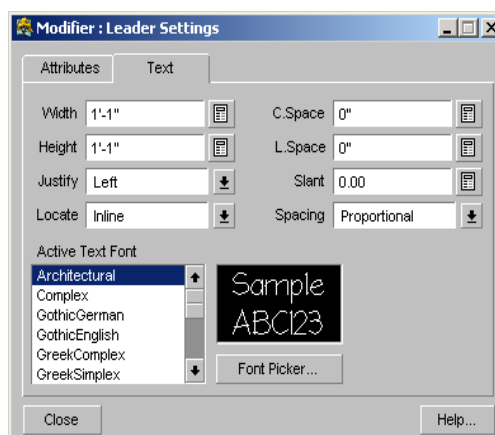 Modifier : Leader Settings
Attributes Text
Width 1'-1" C.Space 0"
Height 1'-1" L.Space 0"
Justify Left Slant 0.00
Locate Inline Spacing Proportional
Active Text Font
Architectural
Complex
GothicGerman
GothicEnglish
GreekComplex
GreekSimplex
Sample
ABC123
Font Picker...
Close Help...